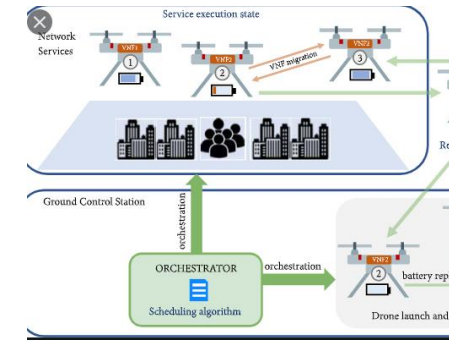 Service execution state
Network
Services
VNF1
1
VNF2
2
VNF2
3
VNF migration
Re
Ground Control Station
orchestration
ORCHESTRATOR
Scheduling algorithm
orchestration
VNF2
2
battery rep
Drone launch and